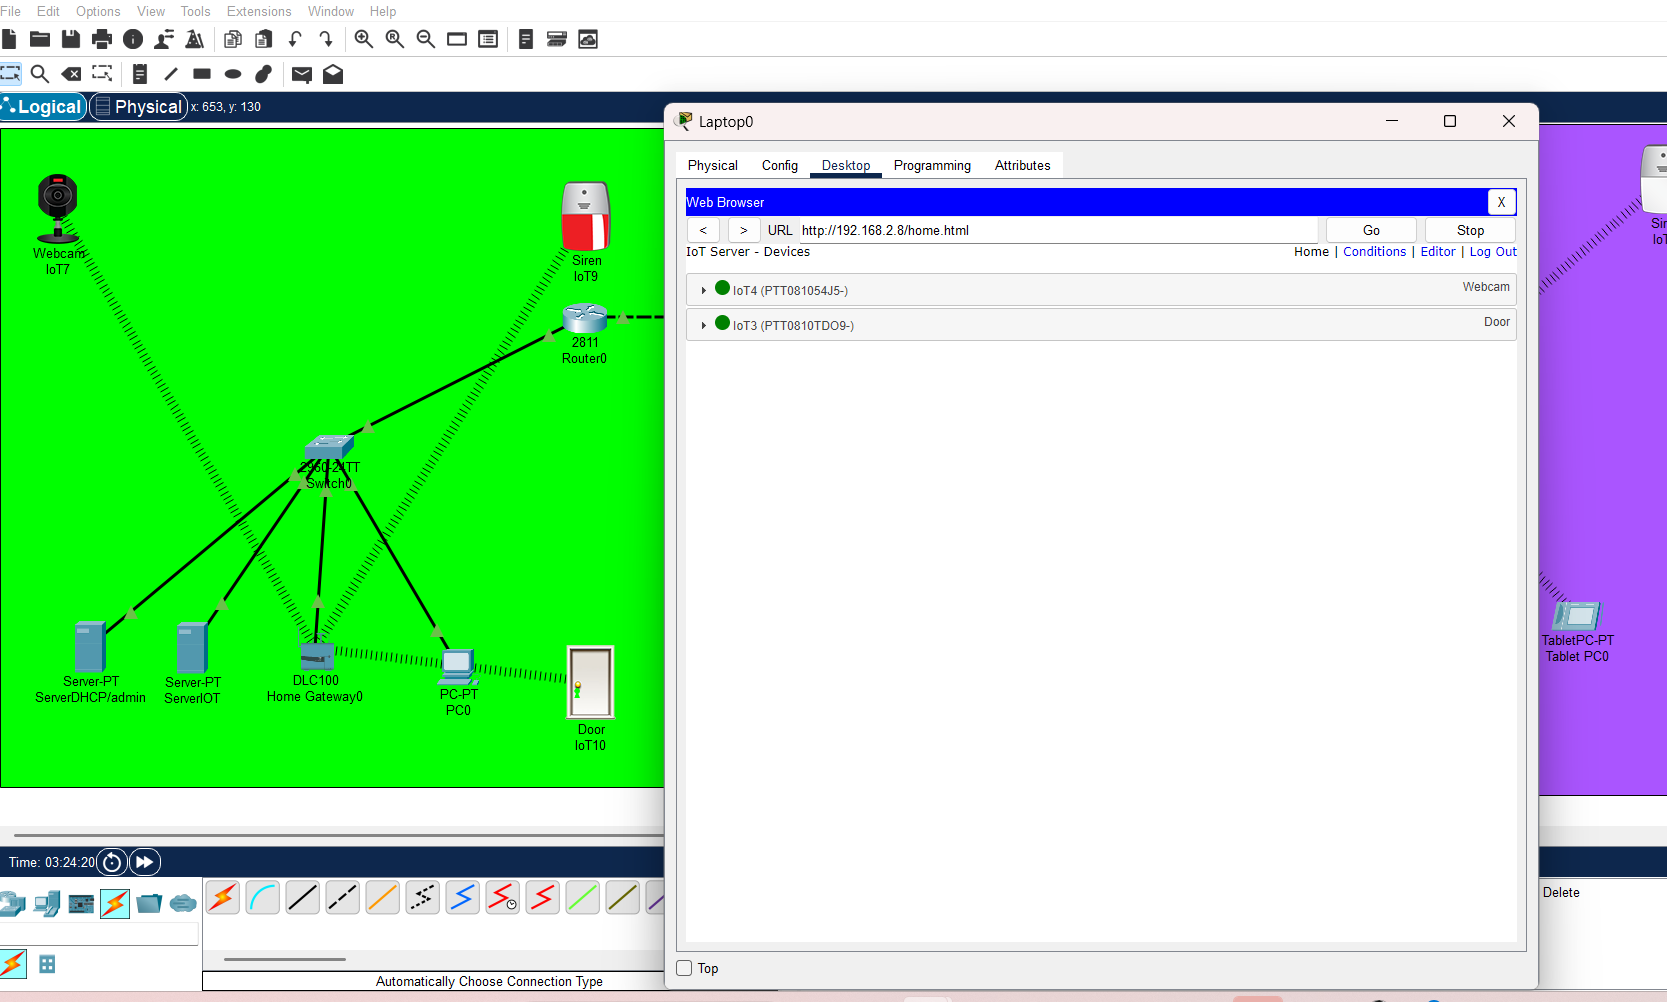 File Edit Options View Tools Extensions Window Help
Logical Physical x: 653, y: 130
Laptop0
Physical Config Desktop Programming Attributes
Web Browser X
< > URL http://192.168.2.8/home.html Go Stop
IoT Server - Devices Home | Conditions | Editor | Log Out
IoT4 (PTT081054J5-) Webcam
IoT3 (PTT0810TDO9-) Door
Top
Webcam
IoT7
Siren
IoT9
2811
Router0
2960-24TT
Switch0
Server-PT
ServerDHCP/admin
Server-PT
ServerIOT
DLC100
Home Gateway0
PC-PT
PC0
Door
IoT10
TabletPC-PT
Tablet PC0
Time: 03:24:20
Delete
Automatically Choose Connection Type